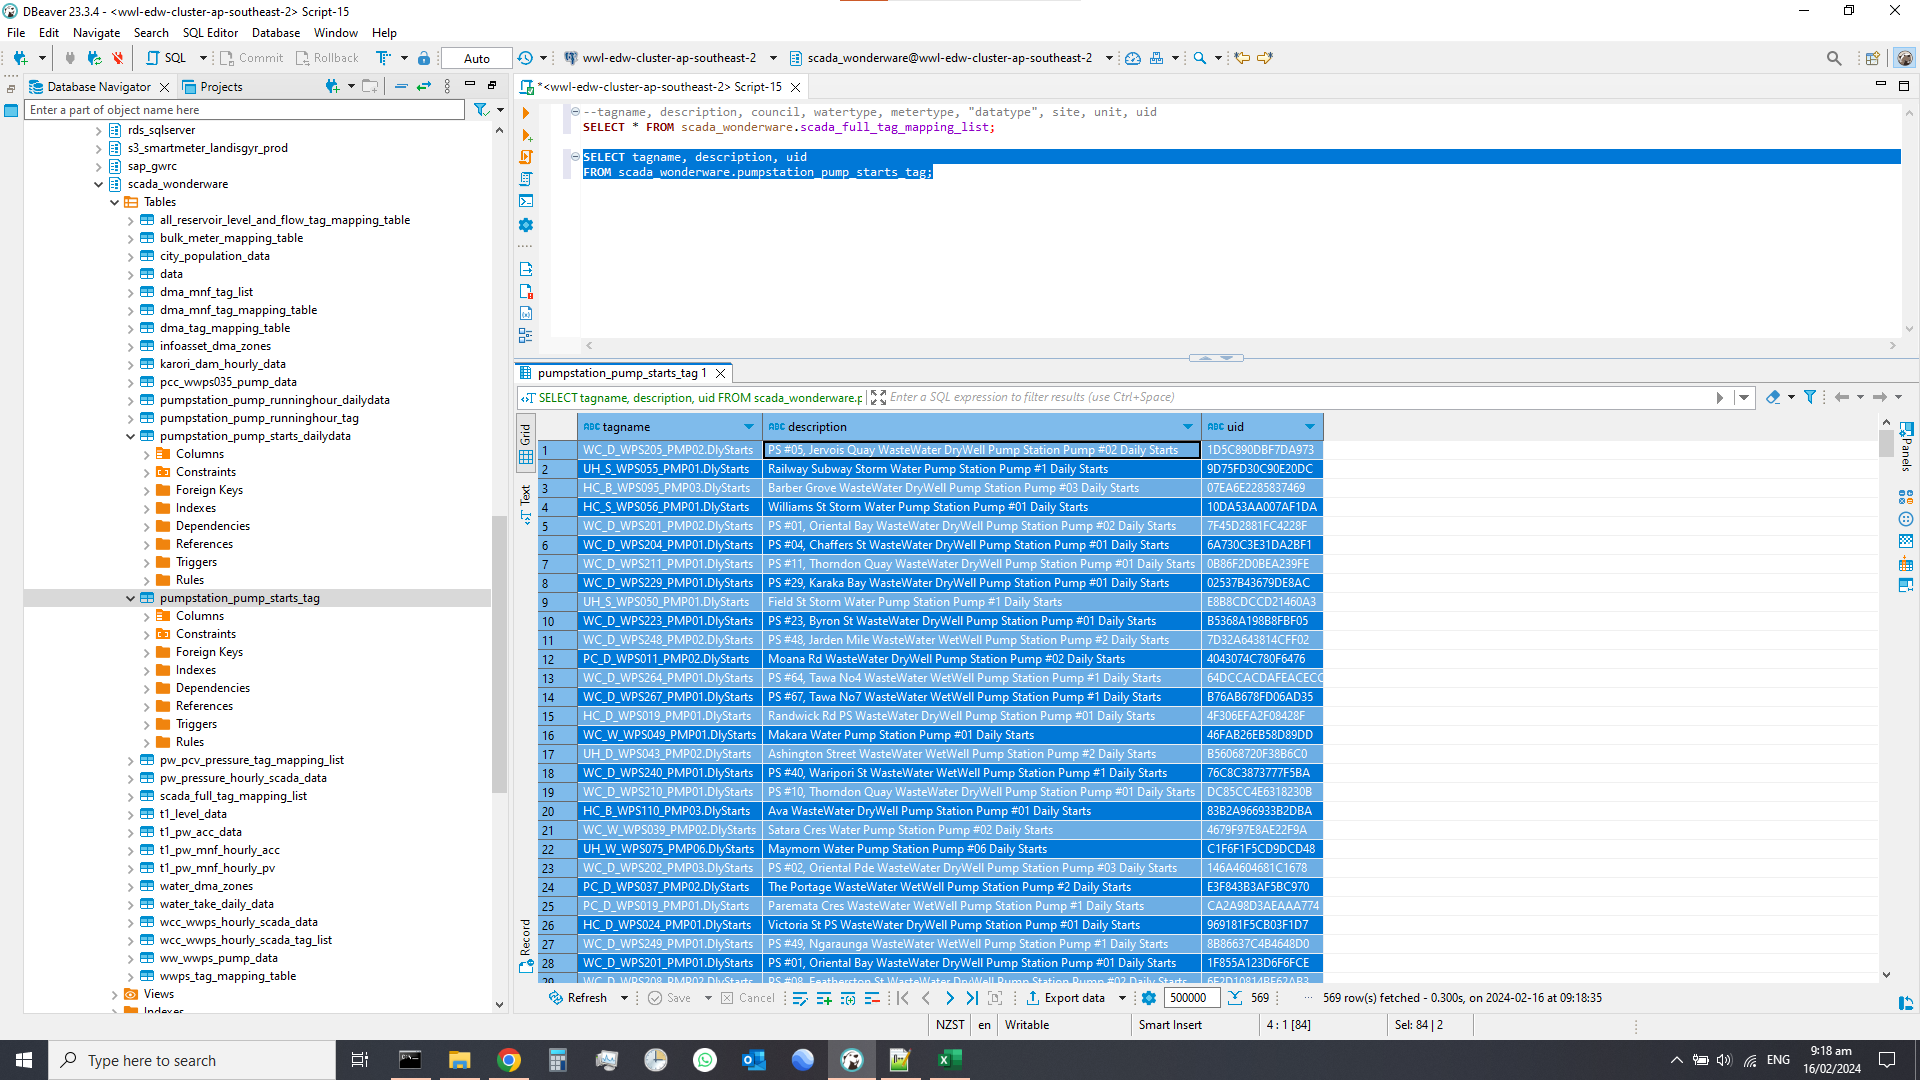 DBeaver 23.3.4 - <wwl-edw-cluster-ap-southeast-2> Script-15
File Edit Navigate Search SQL Editor Database Window Help
SQL Commit Rollback Auto wwl-edw-cluster-ap-southeast-2 scada_wonderware@wwl-edw-cluster-ap-southeast-2
Database Navigator Projects
Enter a part of object name here
rds_sqlserver
s3_smartmeter_landisgyr_prod
sap_gwrc
scada_wonderware
Tables
all_reservoir_level_and_flow_tag_mapping_table
bulk_meter_mapping_table
city_population_data
data
dma_mnf_tag_list
dma_mnf_tag_mapping_table
dma_tag_mapping_table
infoasset_dma_zones
karori_dam_hourly_data
pcc_wwps035_pump_data
pumpstation_pump_runninghour_dailydata
pumpstation_pump_runninghour_tag
pumpstation_pump_starts_dailydata
Columns
Constraints
Foreign Keys
Indexes
Dependencies
References
Triggers
Rules
pumpstation_pump_starts_tag
Columns
Constraints
Foreign Keys
Indexes
Dependencies
References
Triggers
Rules
pw_pcv_pressure_tag_mapping_list
pw_pressure_hourly_scada_data
scada_full_tag_mapping_list
t1_level_data
t1_pw_acc_data
t1_pw_mnf_hourly_acc
t1_pw_mnf_hourly_pv
water_dma_zones
water_take_daily_data
wcc_wwps_hourly_scada_data
wcc_wwps_hourly_scada_tag_list
ww_wwps_pump_data
wwps_tag_mapping_table
Views
Indexes
*<wwl-edw-cluster-ap-southeast-2> Script-15
--tagname, description, council, watertype, metertype, "datatype", site, unit, uid
SELECT * FROM scada_wonderware.scada_full_tag_mapping_list;
SELECT tagname, description, uid
FROM scada_wonderware.pumpstation_pump_starts_tag;
pumpstation_pump_starts_tag 1
SELECT tagname, description, uid FROM scada_wonderware.p Enter a SQL expression to filter results (use Ctrl+Space)
Grid
Text
Record
Panels
ABC tagname ABC description ABC uid
1 WC_D_WPS205_PMP02.DlyStarts PS #05, Jervois Quay WasteWater DryWell Pump Station Pump #02 Daily Starts 1D5C890DBF7DA973
2 UH_S_WPS055_PMP01.DlyStarts Railway Subway Storm Water Pump Station Pump #1 Daily Starts 9D75FD30C90E20DC
3 HC_B_WPS095_PMP03.DlyStarts Barber Grove WasteWater DryWell Pump Station Pump #03 Daily Starts 07EA6E2285837469
4 HC_S_WPS056_PMP01.DlyStarts Williams St Storm Water Pump Station Pump #01 Daily Starts 10DA53AA007AF1DA
5 WC_D_WPS201_PMP02.DlyStarts PS #01, Oriental Bay WasteWater DryWell Pump Station Pump #02 Daily Starts 7F45D2881FC4228F
6 WC_D_WPS204_PMP01.DlyStarts PS #04, Chaffers St WasteWater DryWell Pump Station Pump #01 Daily Starts 6A730C3E31DA2BF1
7 WC_D_WPS211_PMP01.DlyStarts PS #11, Thorndon Quay WasteWater DryWell Pump Station Pump #01 Daily Starts 0B86F2D0BEA239FE
8 WC_D_WPS229_PMP01.DlyStarts PS #29, Karaka Bay WasteWater DryWell Pump Station Pump #01 Daily Starts 02537B43679DE8AC
9 UH_S_WPS050_PMP01.DlyStarts Field St Storm Water Pump Station Pump #1 Daily Starts E8B8CDCCD21460A3
10 WC_D_WPS223_PMP01.DlyStarts PS #23, Byron St WasteWater DryWell Pump Station Pump #01 Daily Starts B5368A198B8FBF05
11 WC_D_WPS248_PMP02.DlyStarts PS #48, Jarden Mile WasteWater WetWell Pump Station Pump #2 Daily Starts 7D32A643814CFF02
12 PC_D_WPS011_PMP02.DlyStarts Moana Rd WasteWater DryWell Pump Station Pump #02 Daily Starts 4043074C780F6476
13 WC_D_WPS264_PMP01.DlyStarts PS #64, Tawa No4 WasteWater WetWell Pump Station Pump #1 Daily Starts 64DCCACDAFEACECC
14 WC_D_WPS267_PMP01.DlyStarts PS #67, Tawa No7 WasteWater WetWell Pump Station Pump #1 Daily Starts B76AB678FD06AD35
15 HC_D_WPS019_PMP01.DlyStarts Randwick Rd PS WasteWater DryWell Pump Station Pump #01 Daily Starts 4F306EFA2F08428F
16 WC_W_WPS049_PMP01.DlyStarts Makara Water Pump Station Pump #01 Daily Starts 46FAB26EB58D89DD
17 UH_D_WPS043_PMP02.DlyStarts Ashington Street WasteWater WetWell Pump Station Pump #2 Daily Starts B56068720F38B6C0
18 WC_D_WPS240_PMP01.DlyStarts PS #40, Waripori St WasteWater WetWell Pump Station Pump #1 Daily Starts 76C8C3873777F5BA
19 WC_D_WPS210_PMP01.DlyStarts PS #10, Thorndon Quay WasteWater DryWell Pump Station Pump #01 Daily Starts DC85CC4E6318230B
20 HC_B_WPS110_PMP03.DlyStarts Ava WasteWater DryWell Pump Station Pump #01 Daily Starts 83B2A966933B2DBA
21 WC_W_WPS039_PMP02.DlyStarts Satara Cres Water Pump Station Pump #02 Daily Starts 4679F97E8AE22F9A
22 UH_W_WPS075_PMP06.DlyStarts Maymorn Water Pump Station Pump #06 Daily Starts C1F6F1F5CD9DCD48
23 WC_D_WPS202_PMP03.DlyStarts PS #02, Oriental Pde WasteWater DryWell Pump Station Pump #03 Daily Starts 146A4604681C1678
24 PC_D_WPS037_PMP02.DlyStarts The Portage WasteWater WetWell Pump Station Pump #2 Daily Starts E3F843B3AF5BC970
25 PC_D_WPS019_PMP01.DlyStarts Paremata Cres WasteWater WetWell Pump Station Pump #1 Daily Starts CA2A98D3AEAAA774
26 HC_D_WPS024_PMP01.DlyStarts Victoria St PS WasteWater DryWell Pump Station Pump #01 Daily Starts 969181F5CB03F1D7
27 WC_D_WPS249_PMP01.DlyStarts PS #49, Ngaraunga WasteWater WetWell Pump Station Pump #1 Daily Starts 8B86637C4B4648D0
28 WC_D_WPS201_PMP01.DlyStarts PS #01, Oriental Bay WasteWater DryWell Pump Station Pump #01 Daily Starts 1F855A123D6F6FCE
Refresh Save Cancel Export data 500000 569 569 row(s) fetched - 0.300s, on 2024-02-16 at 09:18:35
NZST en Writable Smart Insert 4 : 1 [84] Sel: 84 | 2
Type here to search ENG 9:18 am
16/02/2024